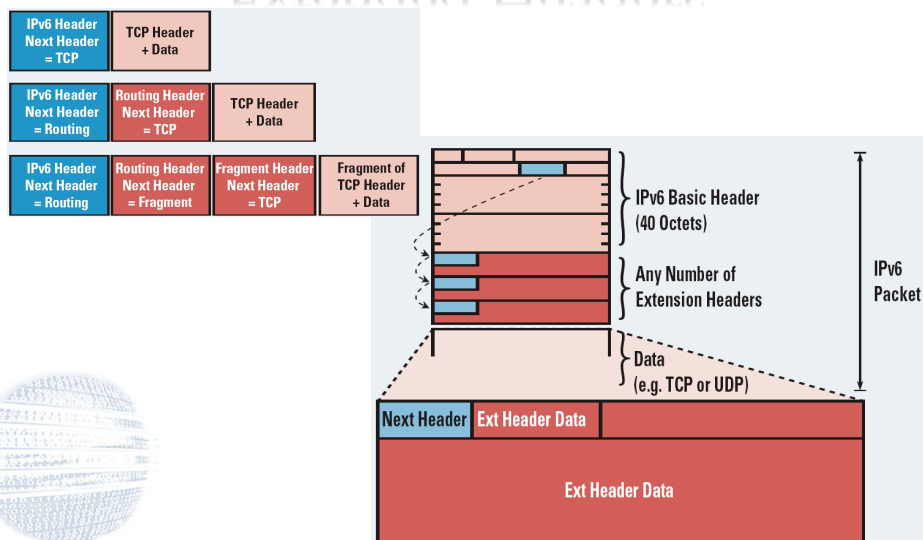 IPv6 Header
Next Header
= TCP
TCP Header
+ Data
IPv6 Header
Next Header
= Routing
Routing Header
Next Header
= TCP
TCP Header
+ Data
IPv6 Header
Next Header
= Routing
Routing Header
Next Header
= Fragment
Fragment Header
Next Header
= TCP
Fragment of
TCP Header
+ Data
IPv6 Basic Header
(40 Octets)
Any Number of
Extension Headers
IPv6
Packet
Data
(e.g. TCP or UDP)
Next Header
Ext Header Data
Ext Header Data